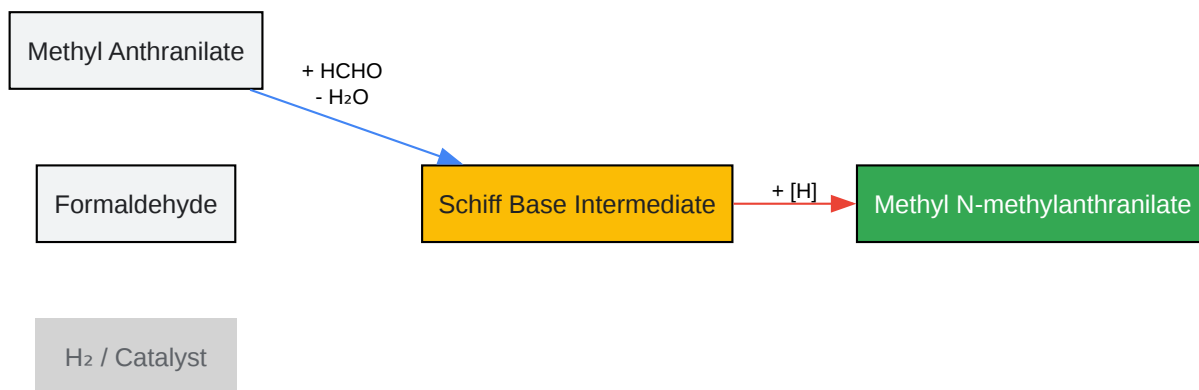 Methyl Anthranilate
+ HCHO
- H₂O
Formaldehyde
Schiff Base Intermediate
+ [H]
Methyl N-methylanthranilate
H₂ / Catalyst